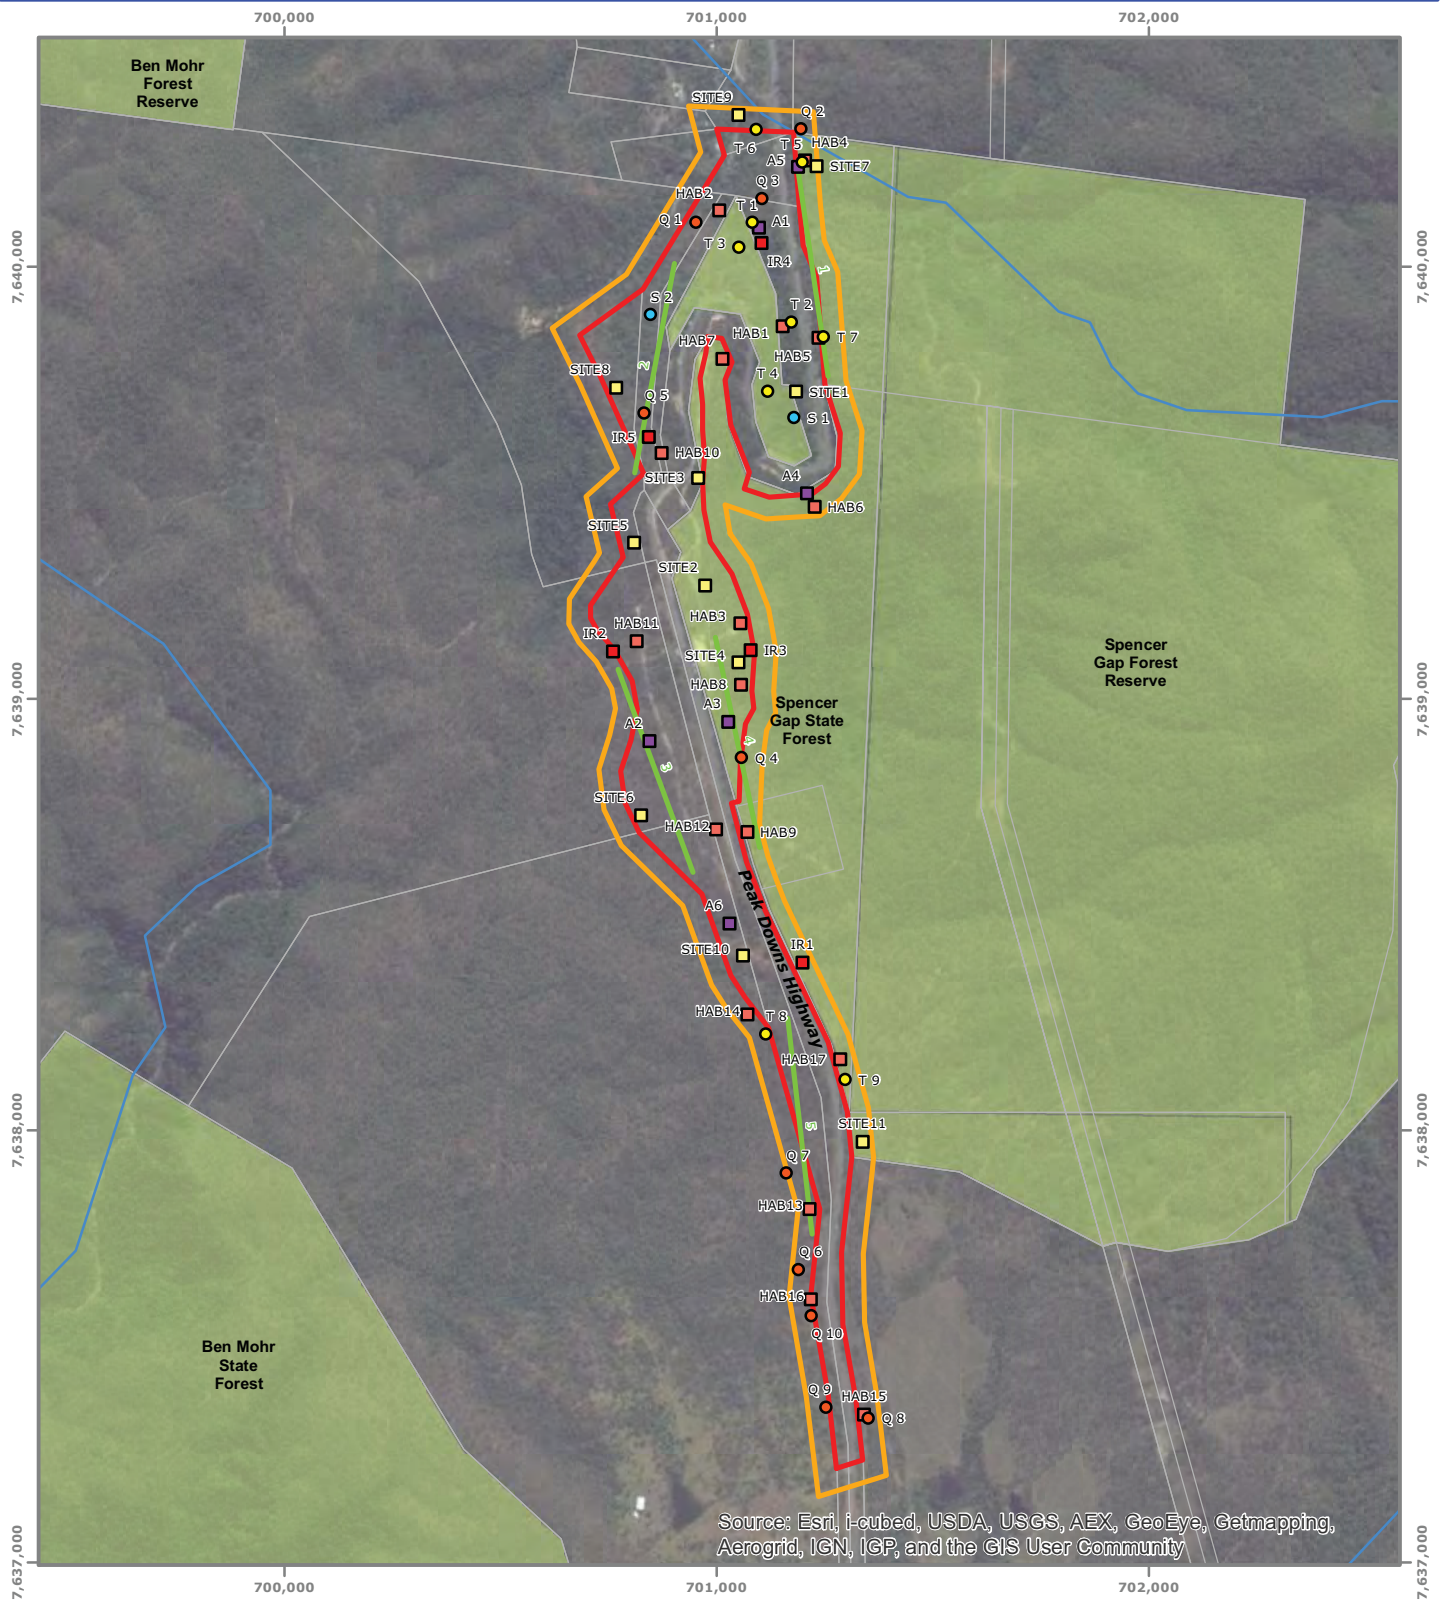 700,000
701,000
702,000
Ben Mohr
Forest
Reserve
SITE9
Q 2
T 6
T 5
HAB4
A5
SITE7
Q 3
HAB2
T 1
Q 1
A1
T 3
IR4
7,640,000
7,640,000
1
S 2
T 2
HAB1
HAB7
T 7
HAB5
2
SITE8
T 4
Q 5
SITE1
S 1
IR5
HAB10
SITE3
A4
HAB6
SITE5
SITE2
HAB3
HAB11
IR2
IR3
Spencer
Gap Forest
Reserve
SITE4
HAB8
7,639,000
7,639,000
A3
Spencer
Gap State
Forest
A2
4
Q 4
3
SITE6
HAB12
HAB9
Peak Downs Highway
A6
SITE10
IR1
HAB14
T 8
HAB17
T 9
7,638,000
7,638,000
SITE11
5
Q 7
HAB13
Q 6
HAB16
Q 10
Ben Mohr
State
Forest
Q 9
HAB15
Q 8
Source: Esri, i-cubed, USDA, USGS, AEX, GeoEye, Getmapping,
Aerogrid, IGN, IGP, and the GIS User Community
7,637,000
7,637,000
700,000
701,000
702,000